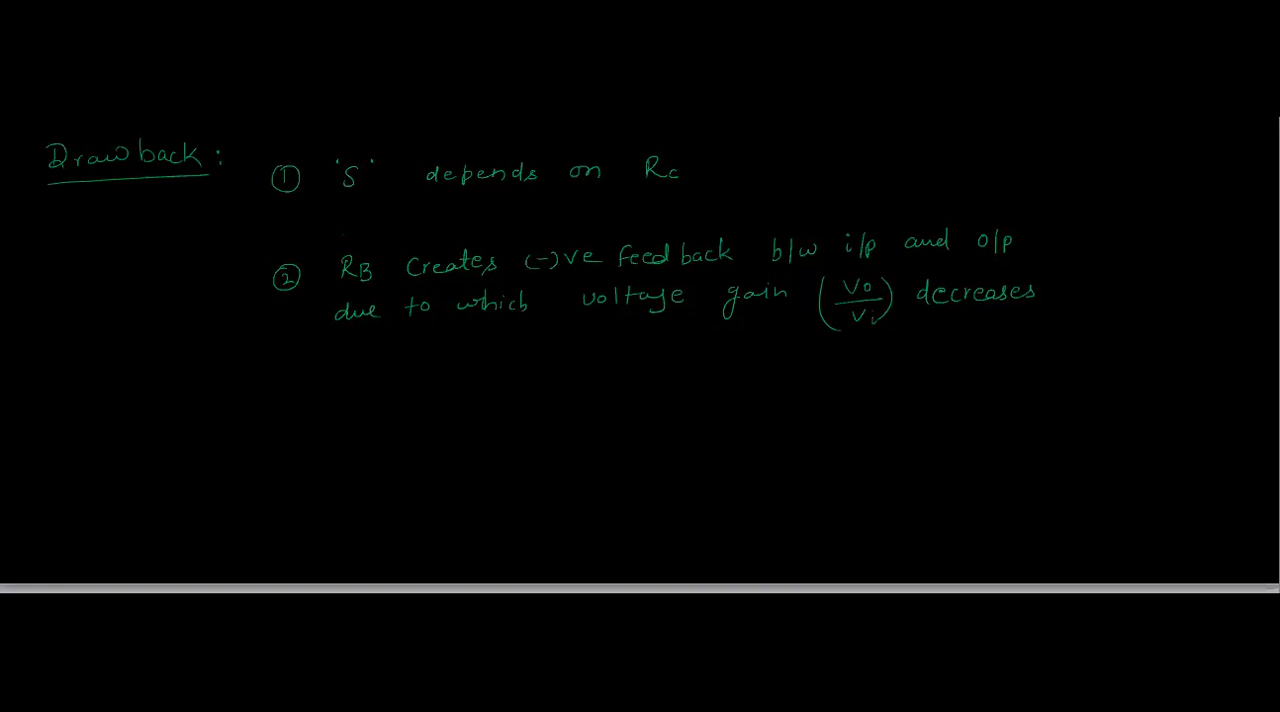 Drawback : ① 'S' depends on Rc
② RB Creates (-)ve feedback b/w i/p and o/p
due to which voltage gain (Vo/Vi) decreases